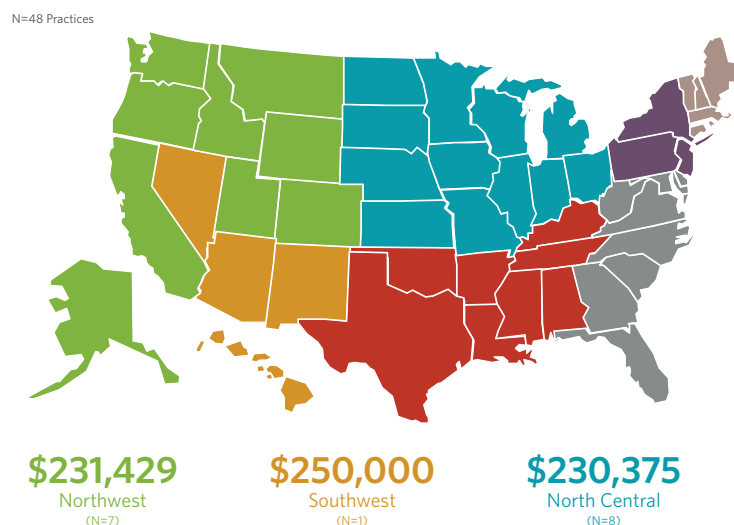 N=48 Practices
$231,429
Northwest
(N=7)
$250,000
Southwest
(N=1)
$230,375
North Central
(N=8)